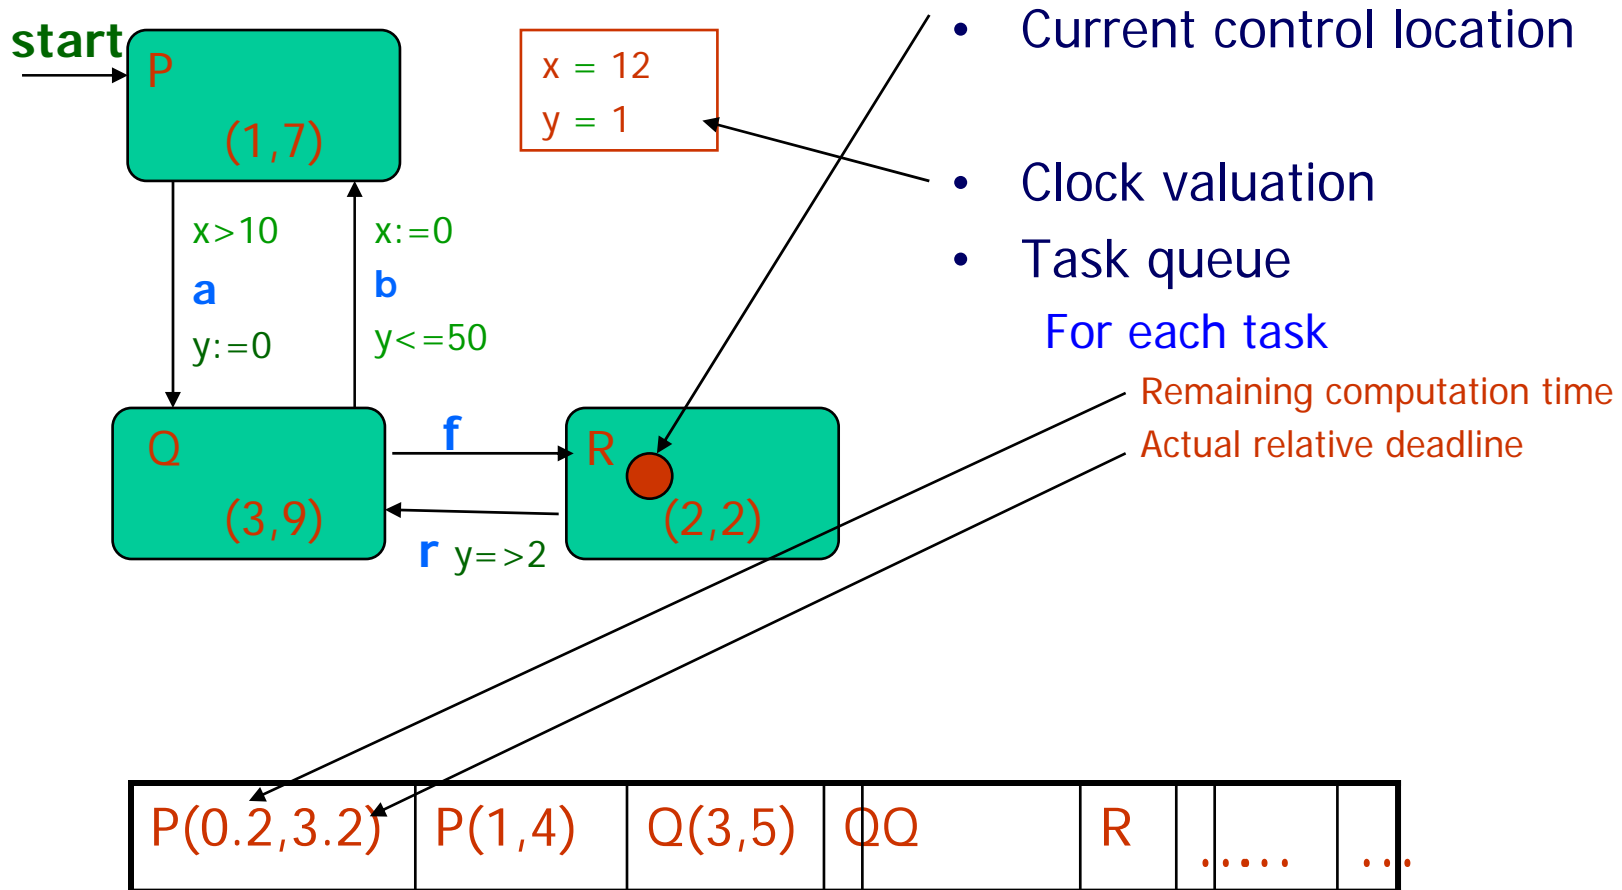 start
P
(1,7)
x = 12
y = 1
• Current control location
• Clock valuation
• Task queue
For each task
Remaining computation time
Actual relative deadline
x>10
a
y:=0
x:=0
b
y<=50
Q
(3,9)
f
R
(2,2)
r y=>2
P(0.2,3.2) P(1,4) Q(3,5) QQ R ..... ...